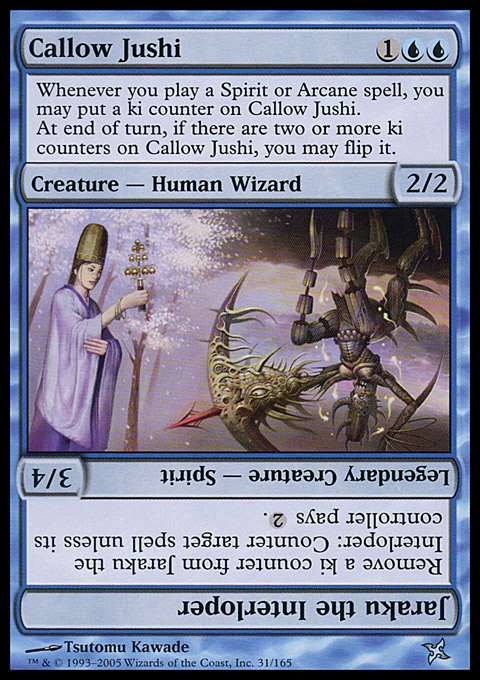 Callow Jushi 1
Whenever you play a Spirit or Arcane spell, you
may put a ki counter on Callow Jushi.
At end of turn, if there are two or more ki
counters on Callow Jushi, you may flip it.
Creature — Human Wizard 2/2
Jaraku the Interloper
Remove a ki counter from Jaraku the
Interloper: Counter target spell unless its
controller pays 2.
Legendary Creature — Spirit 3/4
Tsutomu Kawade
™ & © 1993–2005 Wizards of the Coast, Inc. 31/165